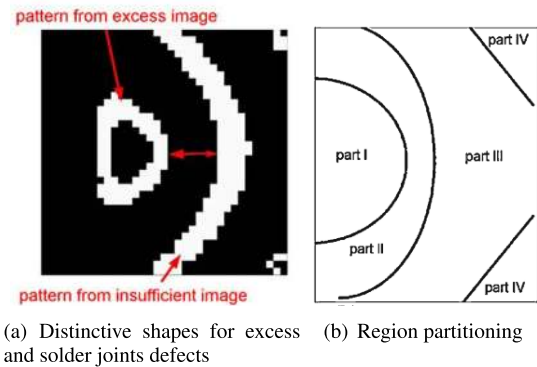 pattern from excess image
pattern from insufficient image
(a) Distinctive shapes for excess
and solder joints defects
part IV
part I
part III
part II
part IV
(b) Region partitioning